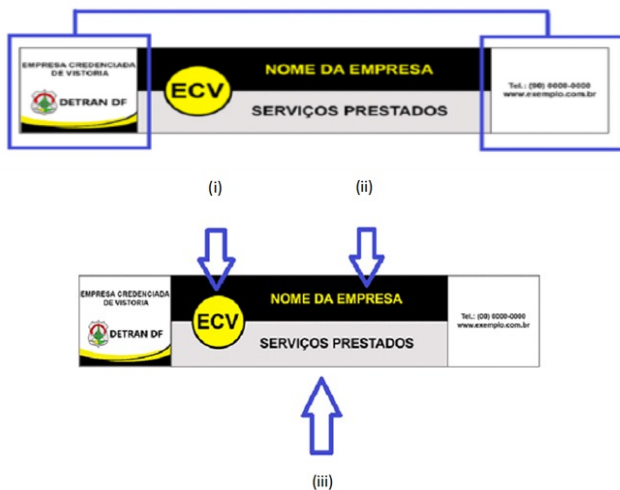 EMPRESA CREDENCIADA
DE VISTORIA
DETRAN DF
ECV
NOME DA EMPRESA
SERVIÇOS PRESTADOS
Tel.: (00) 0000-0000
www.exemplo.com.br
(i)
(ii)
EMPRESA CREDENCIADA
DE VISTORIA
DETRAN DF
ECV
NOME DA EMPRESA
SERVIÇOS PRESTADOS
Tel.: (00) 0000-0000
www.exemplo.com.br
(iii)